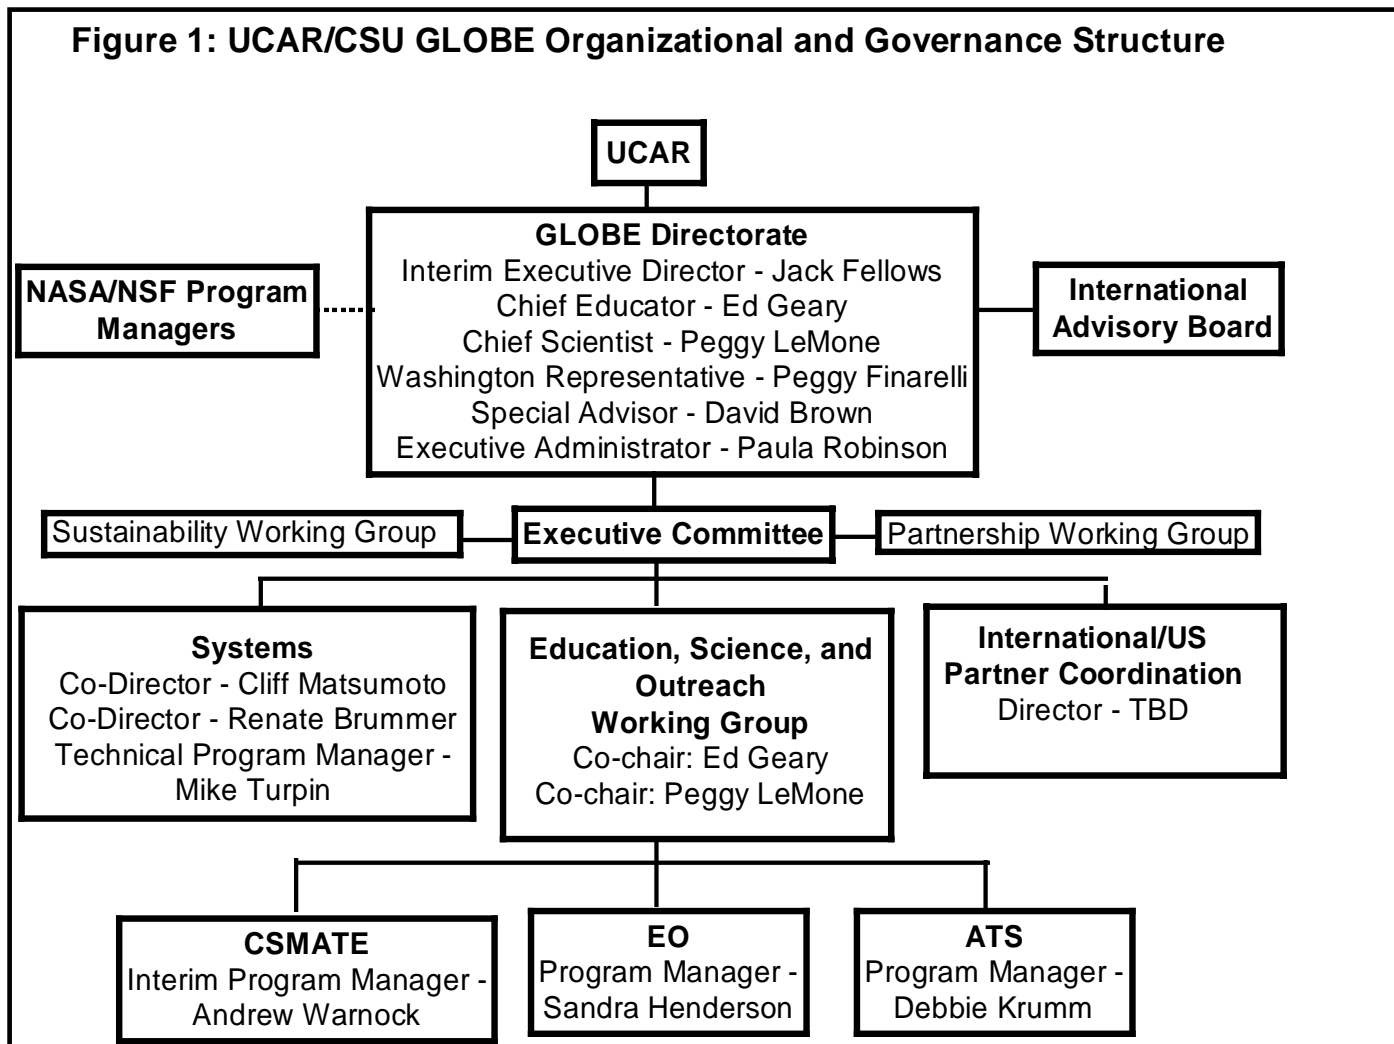 Figure 1: UCAR/CSU GLOBE Organizational and Governance Structure
UCAR
GLOBE Directorate
Interim Executive Director - Jack Fellows
Chief Educator - Ed Geary
Chief Scientist - Peggy LeMone
Washington Representative - Peggy Finarelli
Special Advisor - David Brown
Executive Administrator - Paula Robinson
NASA/NSF Program
Managers
International
Advisory Board
Sustainability Working Group
Executive Committee
Partnership Working Group
Systems
Co-Director - Cliff Matsumoto
Co-Director - Renate Brummer
Technical Program Manager -
Mike Turpin
Education, Science, and
Outreach
Working Group
Co-chair: Ed Geary
Co-chair: Peggy LeMone
International/US
Partner Coordination
Director - TBD
CSMATE
Interim Program Manager -
Andrew Warnock
EO
Program Manager -
Sandra Henderson
ATS
Program Manager -
Debbie Krumm